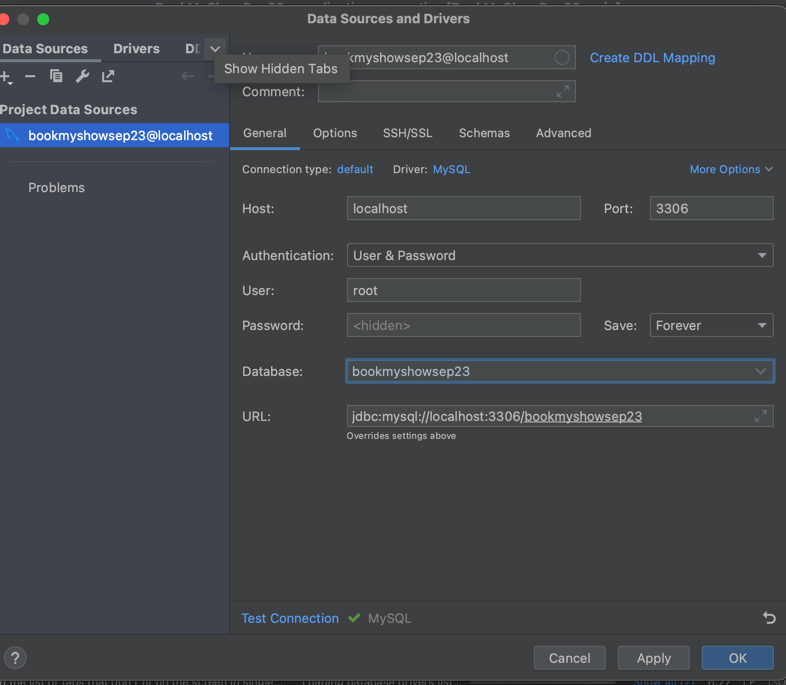 Data Sources and Drivers
Data Sources Drivers
bookmyshowsep23@localhost Create DDL Mapping
Show Hidden Tabs
Comment:
Project Data Sources
bookmyshowsep23@localhost
Problems
General Options SSH/SSL Schemas Advanced
Connection type: default Driver: MySQL More Options
Host: localhost Port: 3306
Authentication: User & Password
User: root
Password: <hidden> Save: Forever
Database: bookmyshowsep23
URL: jdbc:mysql://localhost:3306/bookmyshowsep23
Overrides settings above
Test Connection MySQL
? Cancel Apply OK